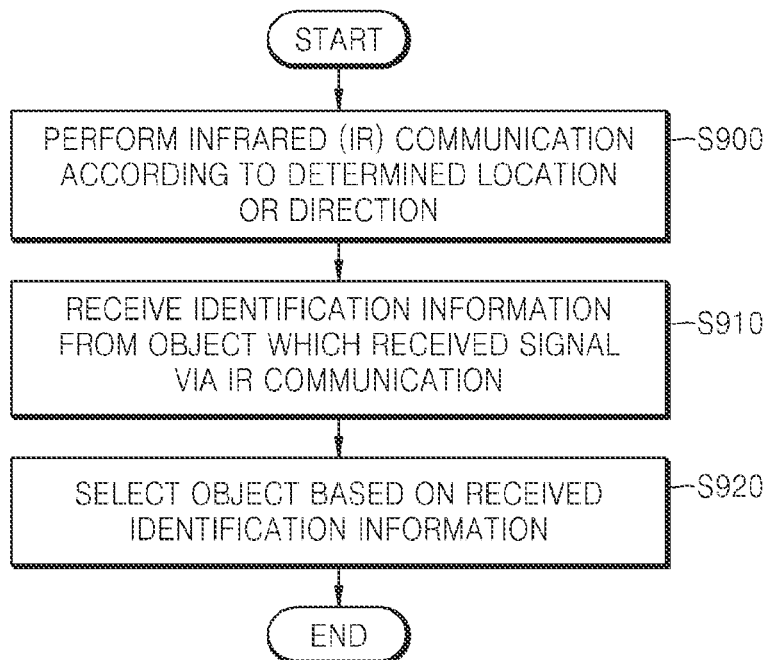 START
PERFORM INFRARED (IR) COMMUNICATION
ACCORDING TO DETERMINED LOCATION
OR DIRECTION
S900
RECEIVE IDENTIFICATION INFORMATION
FROM OBJECT WHICH RECEIVED SIGNAL
VIA IR COMMUNICATION
S910
SELECT OBJECT BASED ON RECEIVED
IDENTIFICATION INFORMATION
S920
END